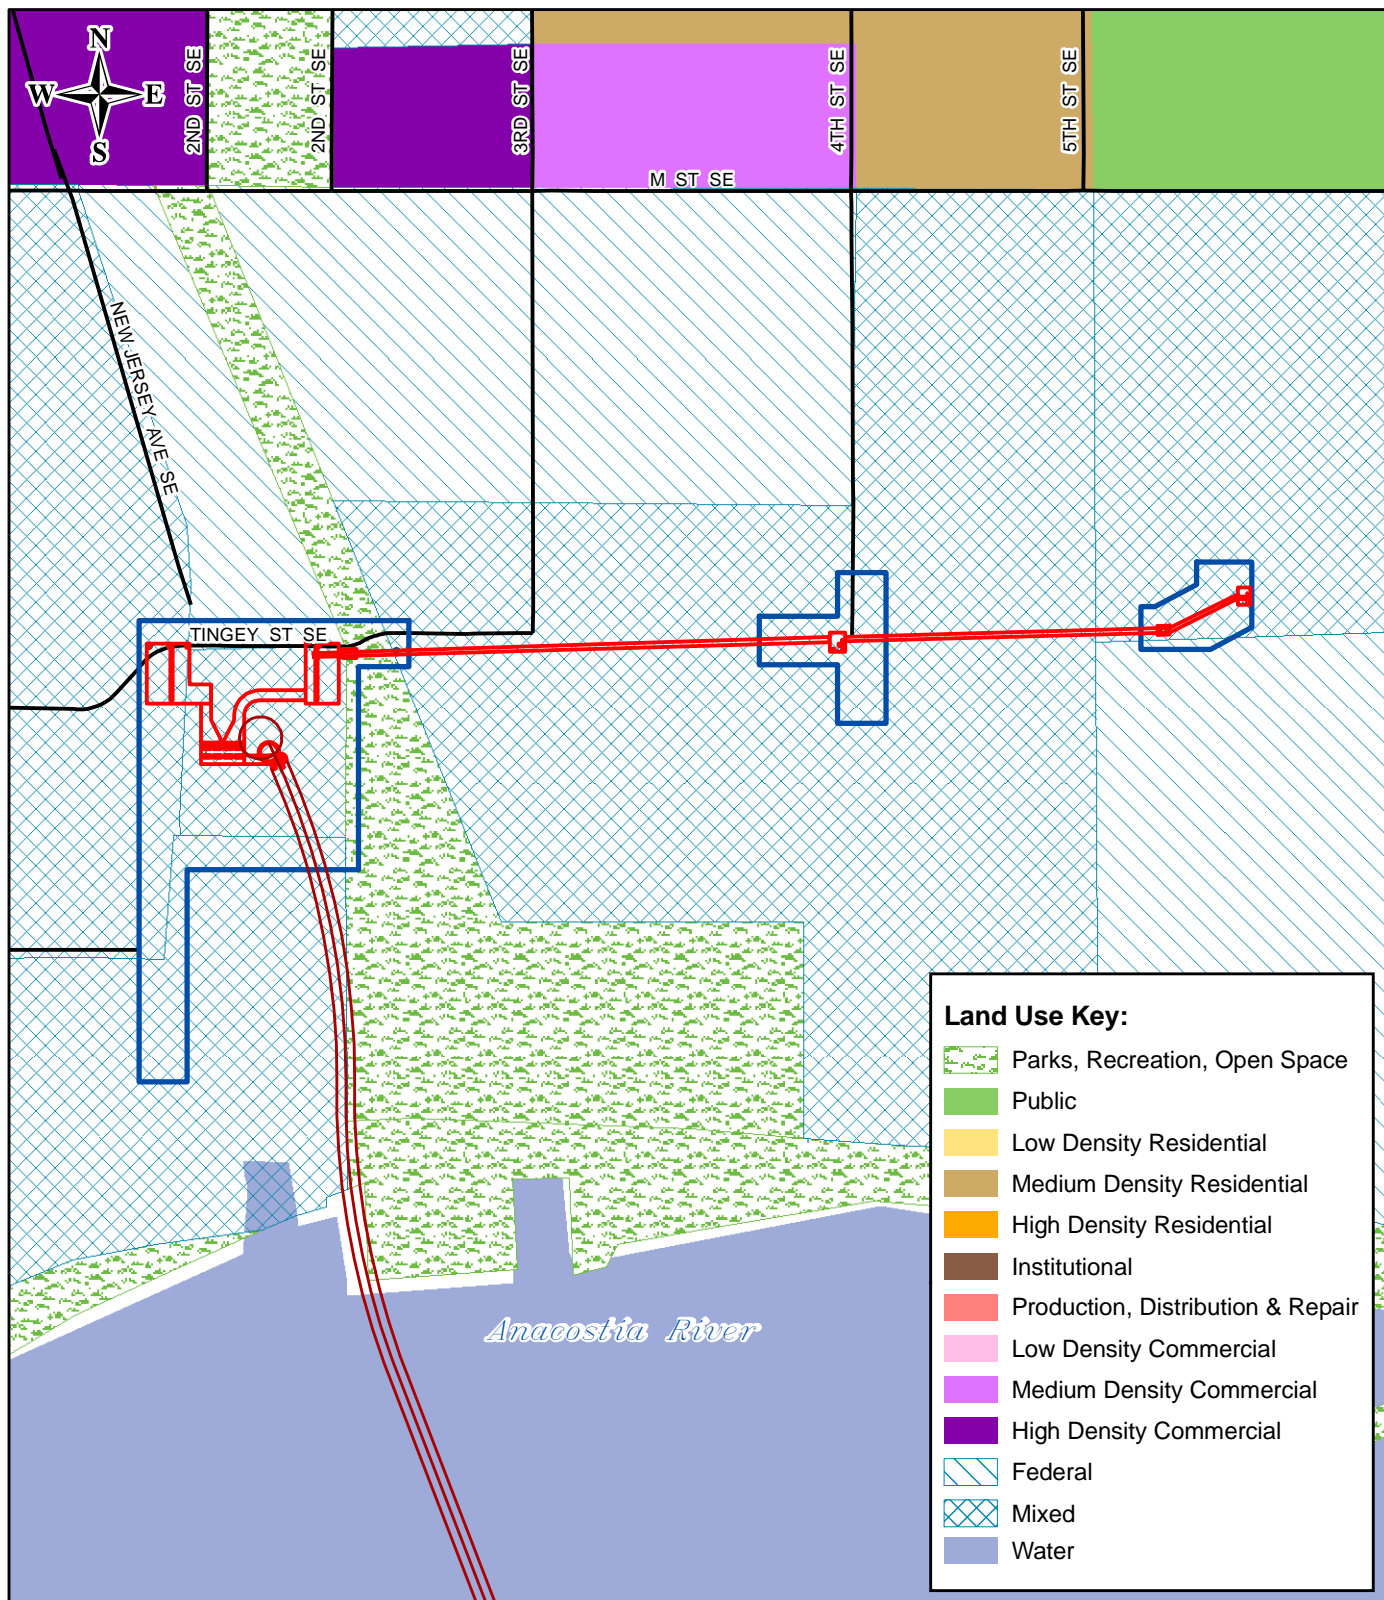 N
W
E
S
2ND ST SE
2ND ST SE
3RD ST SE
4TH ST SE
5TH ST SE
M ST SE
NEW JERSEY AVE SE
TINGEY ST SE
Anacostia River
Land Use Key:
Parks, Recreation, Open Space
Public
Low Density Residential
Medium Density Residential
High Density Residential
Institutional
Production, Distribution & Repair
Low Density Commercial
Medium Density Commercial
High Density Commercial
Federal
Mixed
Water